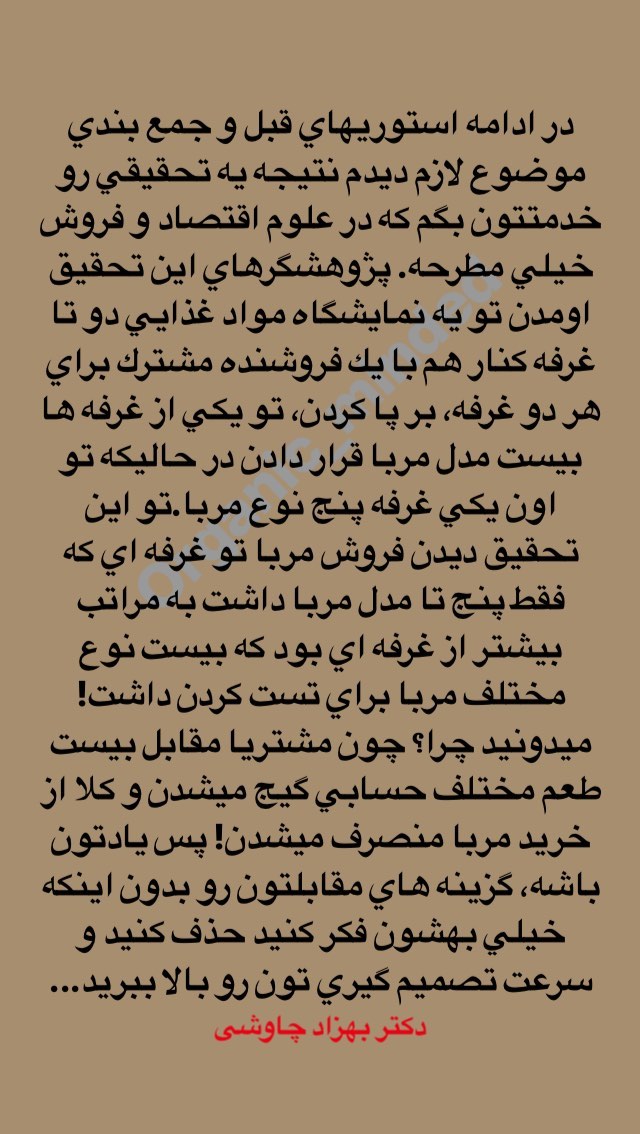 در ادامه استوريهاي قبل و جمع بندي
موضوع لازم ديدم نتيجه يه تحقيقي رو
خدمتتون بگم كه در علوم اقتصاد و فروش
خيلي مطرحه. پژوهشگرهاي اين تحقيق
اومدن تو يه نمايشگاه مواد غذايي دو تا
غرفه كنار هم با يك فروشنده مشترك براي
هر دو غرفه، بر پا كردن، تو يكي از غرفه ها
بيست مدل مربا قرار دادن در حاليكه تو
اون يكي غرفه پنج نوع مربا.تو اين
تحقيق ديدن فروش مربا تو غرفه اي كه
فقط پنج تا مدل مربا داشت به مراتب
بيشتر از غرفه اي بود كه بيست نوع
مختلف مربا براي تست كردن داشت!
ميدونيد چرا؟ چون مشتريا مقابل بيست
طعم مختلف حسابي گيج ميشدن و كلا از
خريد مربا منصرف ميشدن! پس يادتون
باشه، گزينه هاي مقابلتون رو بدون اينكه
خيلي بهشون فكر كنيد حذف كنيد و
سرعت تصميم گيري تون رو بالا ببريد...
دکتر بهزاد چاوشی
Organic_minded